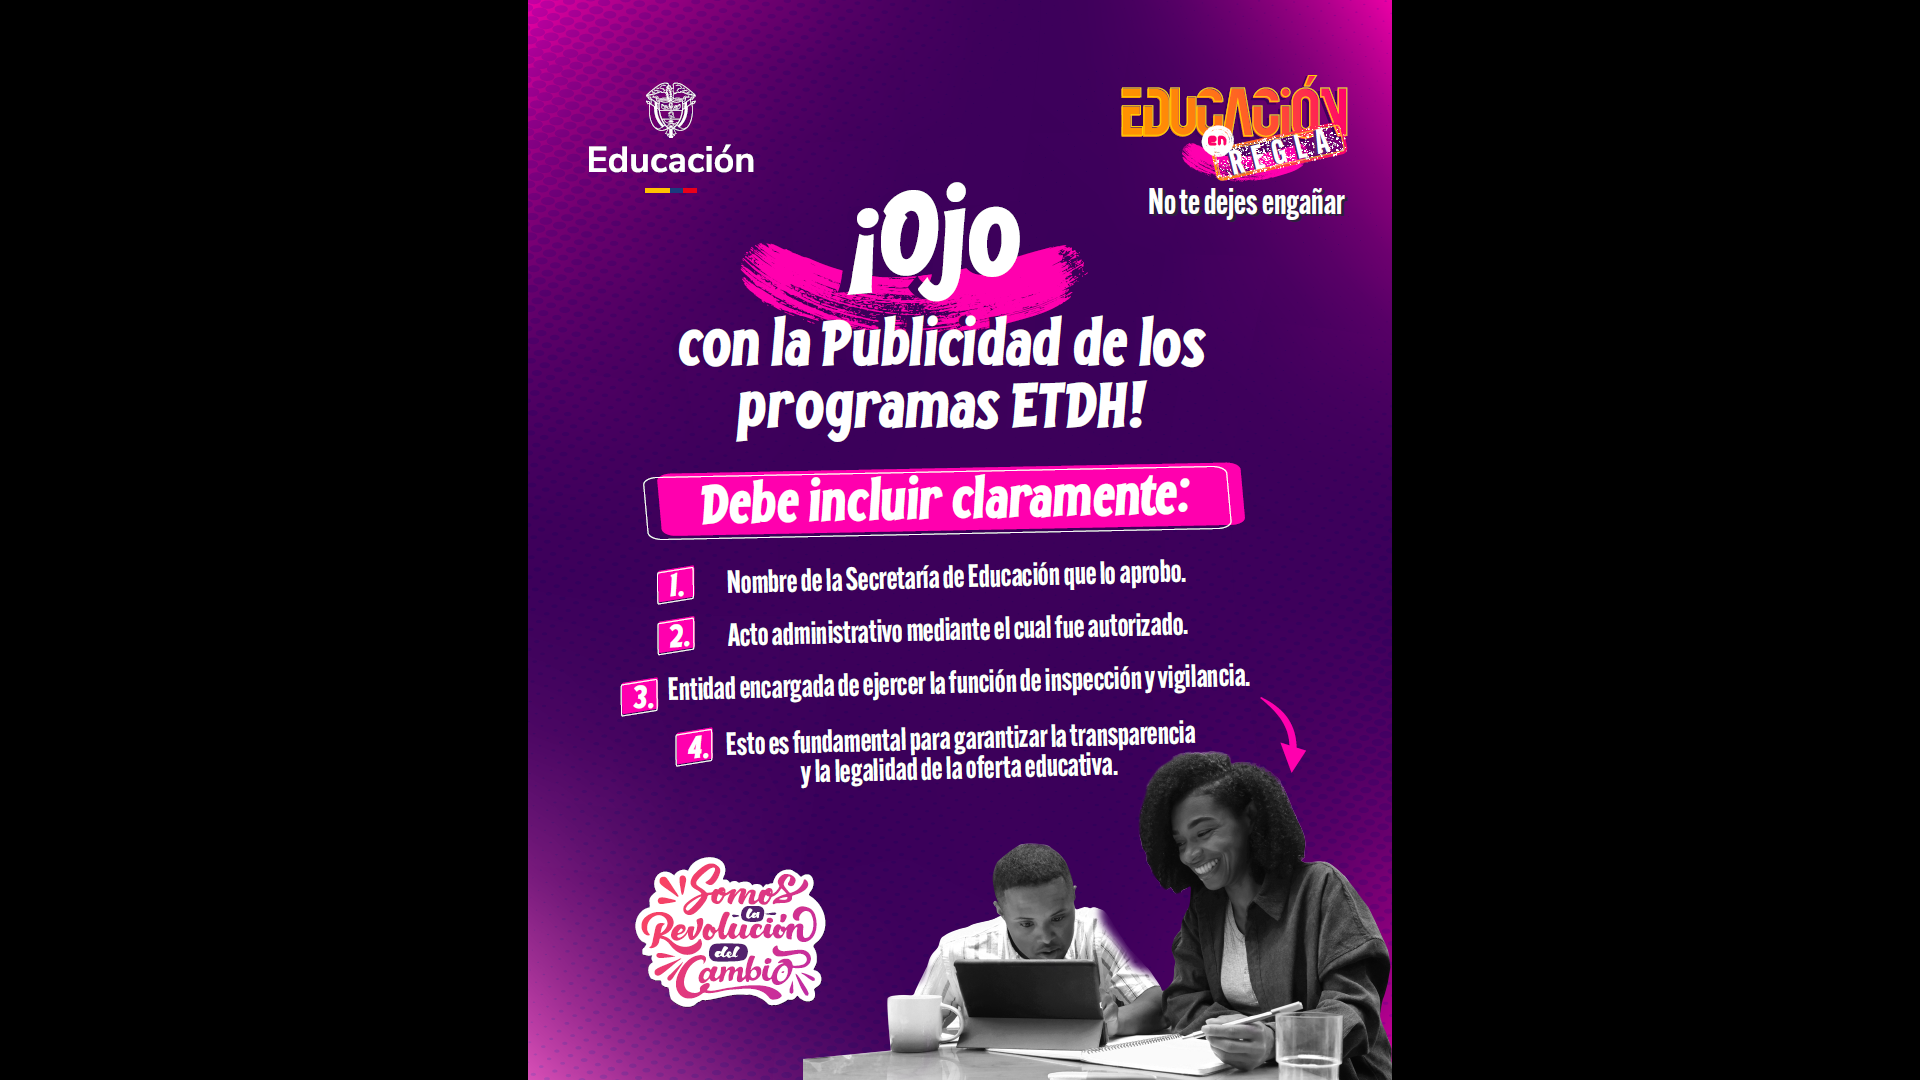 Educación
EDUCACIÓN
en
REGLA
No te dejes engañar
¡Ojo
con la Publicidad de los
programas ETDH!
Debe incluir claramente:
1. Nombre de la Secretaría de Educación que lo aprobo.
2. Acto administrativo mediante el cual fue autorizado.
3. Entidad encargada de ejercer la función de inspección y vigilancia.
4. Esto es fundamental para garantizar la transparencia
y la legalidad de la oferta educativa.
Somos
la
Revolución
del
Cambio